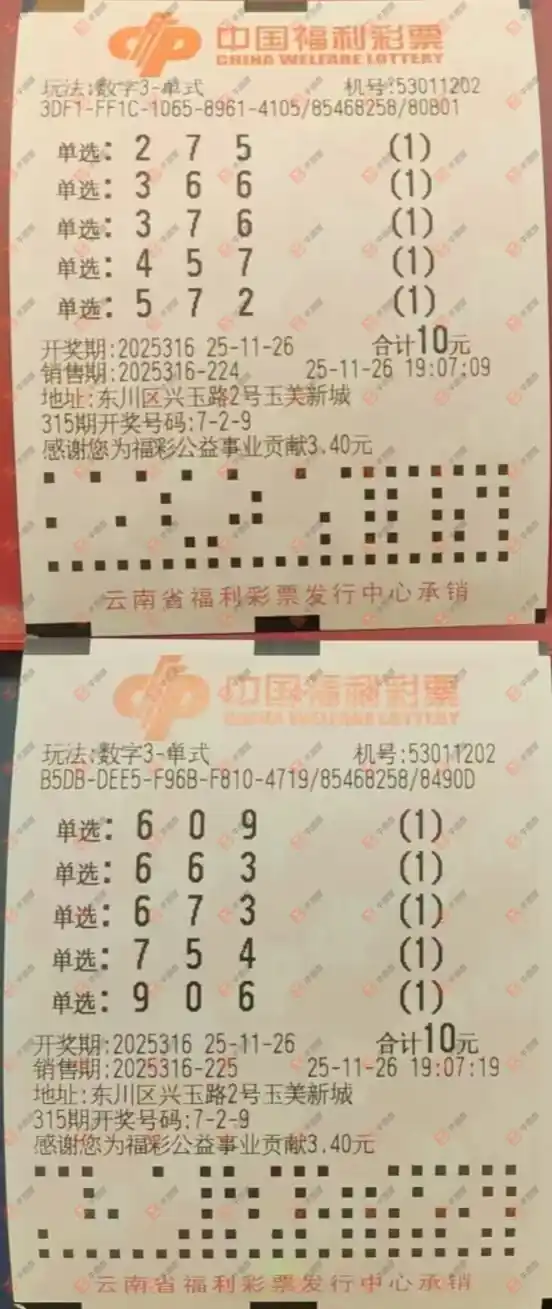 中国福利彩票
CHINA WELFARE LOTTERY
玩法:数字3-单式 机号:53011202
3DF1-FF1C-1065-8961-4105/85468258/80B01
单选: 2 7 5 (1)
单选: 3 6 6 (1)
单选: 3 7 6 (1)
单选: 4 5 7 (1)
单选: 5 7 2 (1)
开奖期:2025316 25-11-26 合计10元
销售期:2025316-224 25-11-26 19:07:09
地址:东川区兴玉路2号玉美新城
315期开奖号码:7-2-9
感谢您为福彩公益事业贡献3.40元
云南省福利彩票发行中心承销
中国福利彩票
CHINA WELFARE LOTTERY
玩法:数字3-单式 机号:53011202
B5DB-DEE5-F96B-F810-4719/85468258/8490D
单选: 6 0 9 (1)
单选: 6 6 3 (1)
单选: 6 7 3 (1)
单选: 7 5 4 (1)
单选: 9 0 6 (1)
开奖期:2025316 25-11-26 合计10元
销售期:2025316-225 25-11-26 19:07:19
地址:东川区兴玉路2号玉美新城
315期开奖号码:7-2-9
感谢您为福彩公益事业贡献3.40元
云南省福利彩票发行中心承销